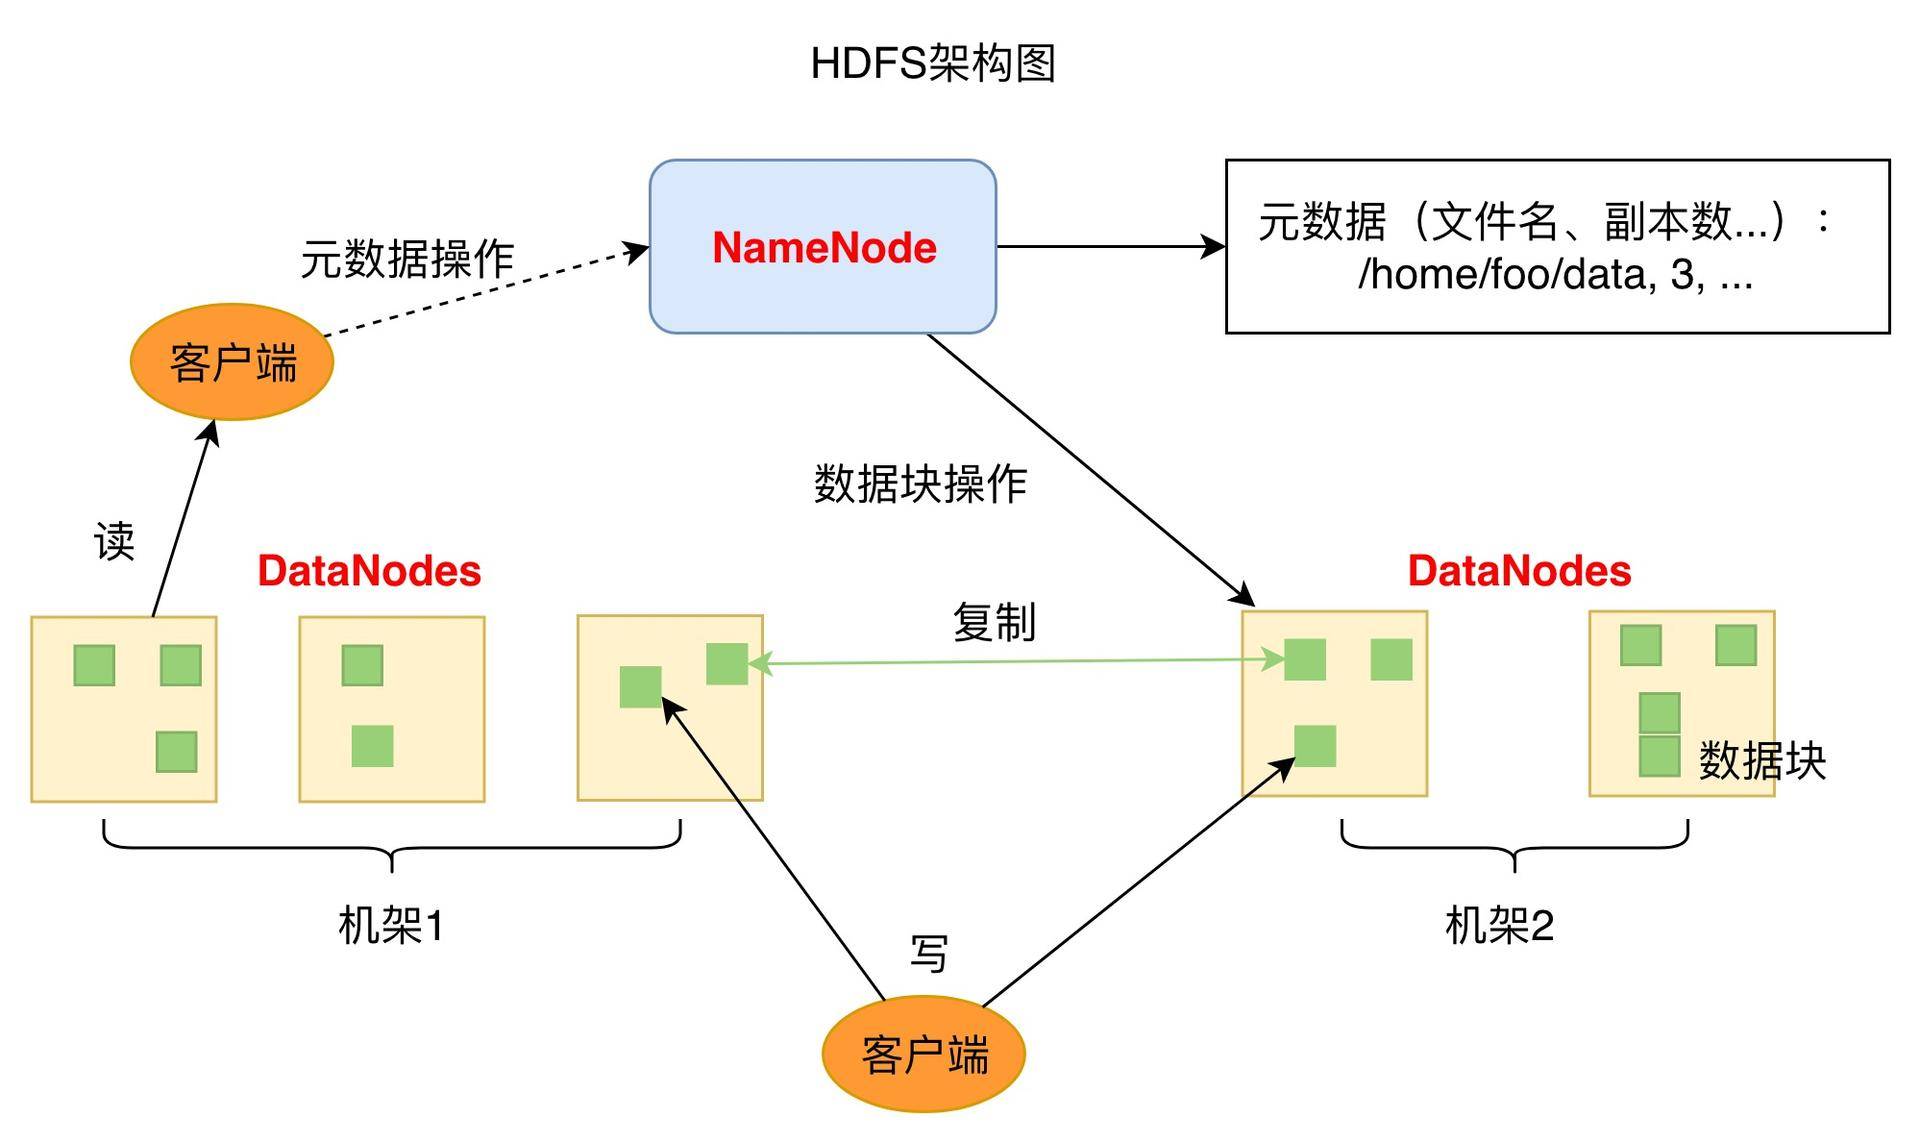 HDFS架构图
NameNode
元数据（文件名、副本数...）：
/home/foo/data, 3, ...
元数据操作
客户端
数据块操作
读
DataNodes
DataNodes
复制
数据块
机架1
机架2
写
客户端